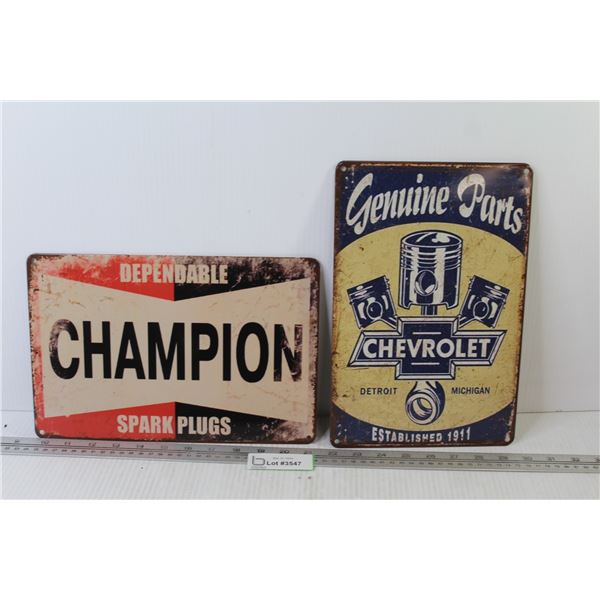 DEPENDABLE
CHAMPION
SPARK PLUGS
Genuine Parts
CHEVROLET
DETROIT MICHIGAN
ESTABLISHED 1911
Lot #3547